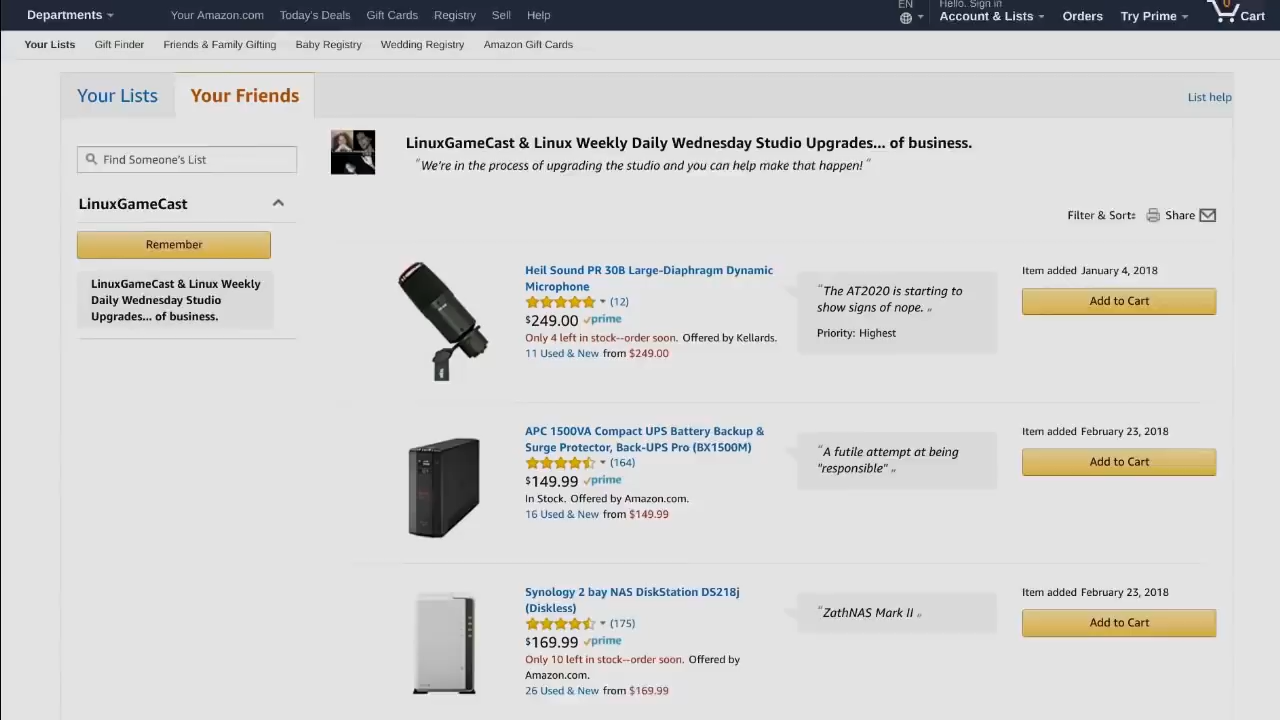 Departments
Your Amazon.com Today's Deals Gift Cards Registry Sell Help
EN
Hello. Sign in
Account & Lists Orders Try Prime 0 Cart
Your Lists Gift Finder Friends & Family Gifting Baby Registry Wedding Registry Amazon Gift Cards
Your Lists Your Friends
List help
Find Someone's List
LinuxGameCast
Remember
LinuxGameCast & Linux Weekly
Daily Wednesday Studio
Upgrades... of business.
LinuxGameCast & Linux Weekly Daily Wednesday Studio Upgrades... of business.
"We're in the process of upgrading the studio and you can help make that happen! "
Filter & Sort: Share
Heil Sound PR 30B Large-Diaphragm Dynamic
Microphone
(12)
$249.00 prime
Only 4 left in stock--order soon. Offered by Kellards.
11 Used & New from $249.00
"The AT2020 is starting to
show signs of nope. „
Priority: Highest
Item added January 4, 2018
Add to Cart
APC 1500VA Compact UPS Battery Backup &
Surge Protector, Back-UPS Pro (BX1500M)
(164)
$149.99 prime
In Stock. Offered by Amazon.com.
16 Used & New from $149.99
"A futile attempt at being
"responsible" „
Item added February 23, 2018
Add to Cart
Synology 2 bay NAS DiskStation DS218j
(Diskless)
(175)
$169.99 prime
Only 10 left in stock--order soon. Offered by
Amazon.com.
26 Used & New from $169.99
"ZathNAS Mark II „
Item added February 23, 2018
Add to Cart